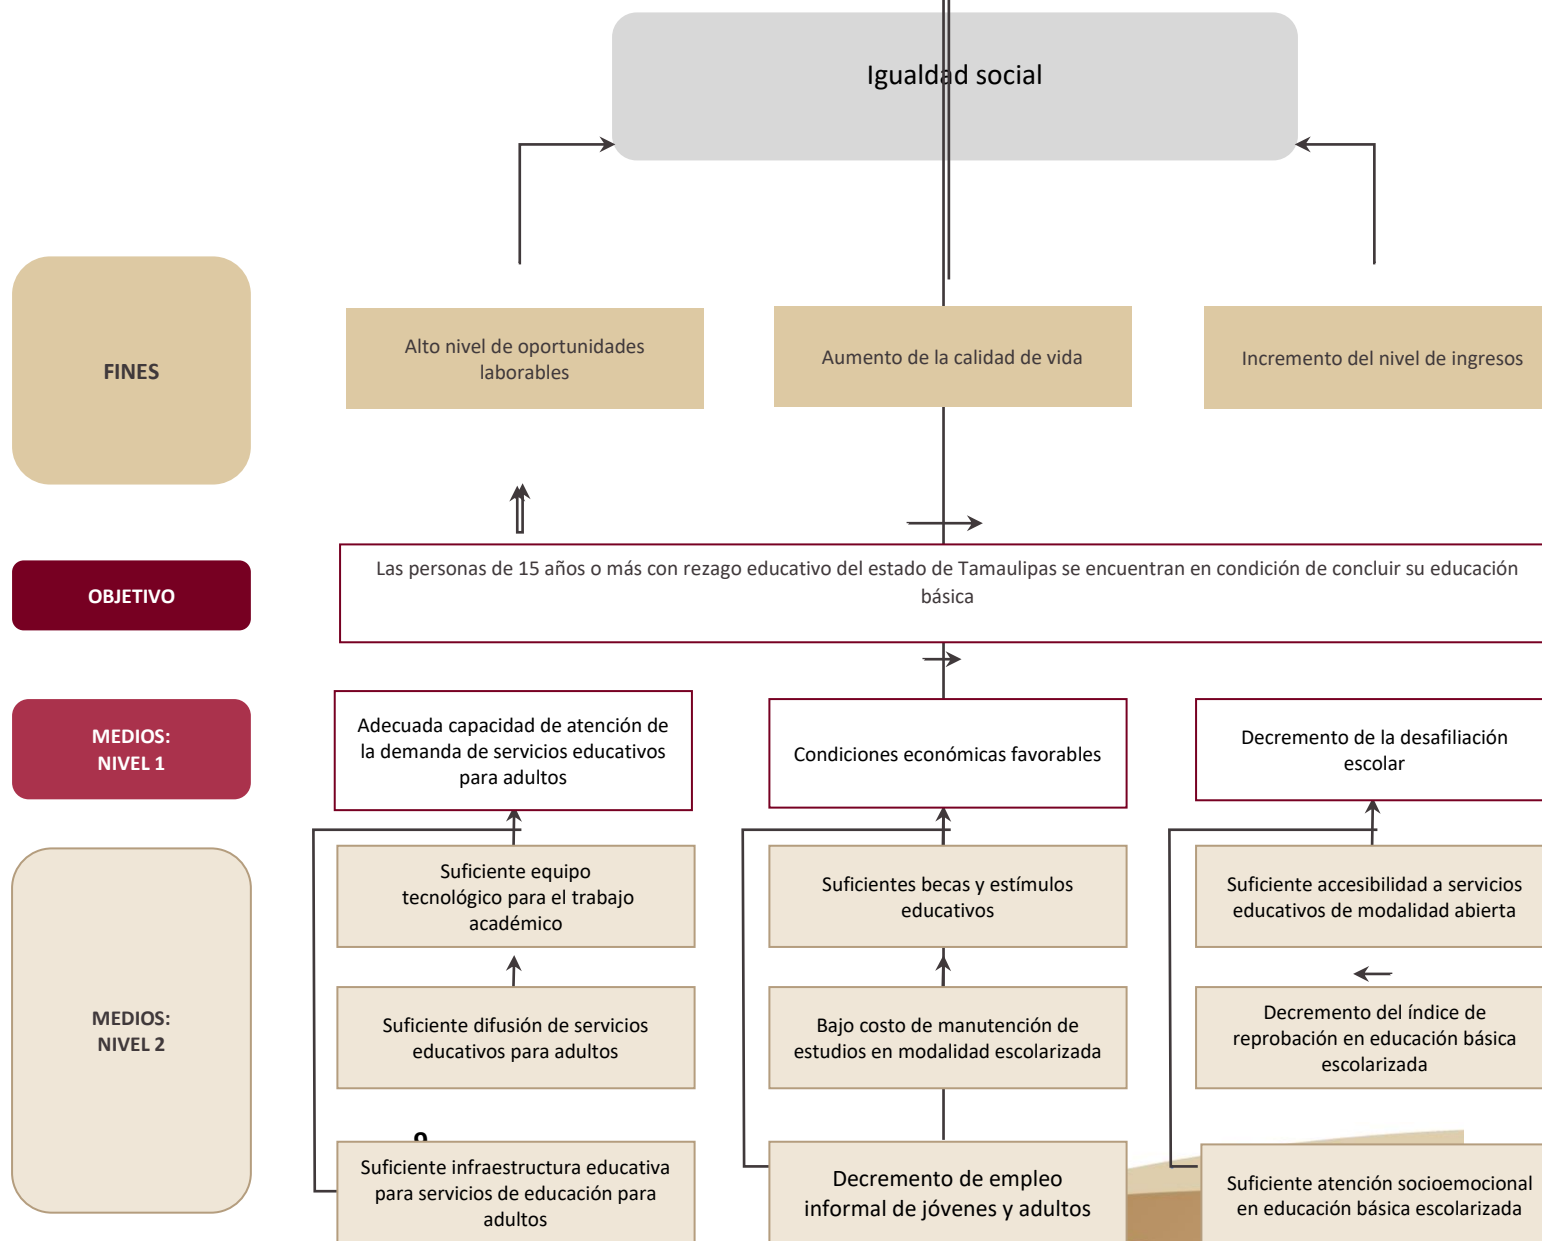 Igualdad social
FINES
Alto nivel de oportunidades
laborables
Aumento de la calidad de vida
Incremento del nivel de ingresos
OBJETIVO
Las personas de 15 años o más con rezago educativo del estado de Tamaulipas se encuentran en condición de concluir su educación
básica
MEDIOS:
NIVEL 1
Adecuada capacidad de atención de
la demanda de servicios educativos
para adultos
Condiciones económicas favorables
Decremento de la desafiliación
escolar
MEDIOS:
NIVEL 2
Suficiente equipo
tecnológico para el trabajo
académico
Suficientes becas y estímulos
educativos
Suficiente accesibilidad a servicios
educativos de modalidad abierta
Suficiente difusión de servicios
educativos para adultos
Bajo costo de manutención de
estudios en modalidad escolarizada
Decremento del índice de
reprobación en educación básica
escolarizada
Suficiente infraestructura educativa
para servicios de educación para
adultos
Decremento de empleo
informal de jóvenes y adultos
Suficiente atención socioemocional
en educación básica escolarizada